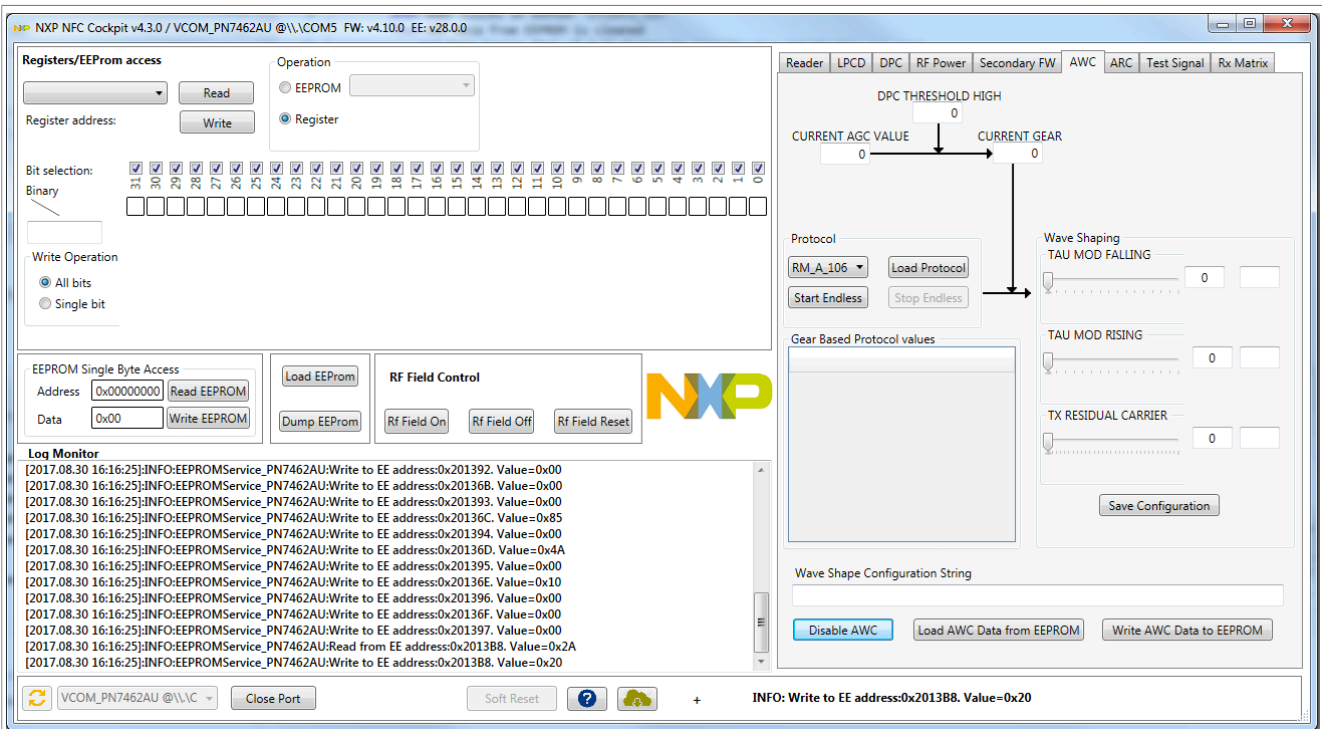 NXP NFC Cockpit v4.3.0 / VCOM_PN7462AU @\\.\COM5 FW: v4.10.0 EE: v28.0.0
Registers/EEProm access
Read
Register address:
Write
Operation
EEPROM
Register
Bit selection:
31 30 29 28 27 26 25 24 23 22 21 20 19 18 17 16 15 14 13 12 11 10 9 8 7 6 5 4 3 2 1 0
Binary
Write Operation
All bits
Single bit
EEPROM Single Byte Access
Address 0x00000000 Read EEPROM
Data 0x00 Write EEPROM
Load EEProm
Dump EEProm
RF Field Control
Rf Field On Rf Field Off Rf Field Reset
NXP
Log Monitor
[2017.08.30 16:16:25]:INFO:EEPROMService_PN7462AU:Write to EE address:0x201392. Value=0x00
[2017.08.30 16:16:25]:INFO:EEPROMService_PN7462AU:Write to EE address:0x20136B. Value=0x00
[2017.08.30 16:16:25]:INFO:EEPROMService_PN7462AU:Write to EE address:0x201393. Value=0x00
[2017.08.30 16:16:25]:INFO:EEPROMService_PN7462AU:Write to EE address:0x20136C. Value=0x85
[2017.08.30 16:16:25]:INFO:EEPROMService_PN7462AU:Write to EE address:0x201394. Value=0x00
[2017.08.30 16:16:25]:INFO:EEPROMService_PN7462AU:Write to EE address:0x20136D. Value=0x4A
[2017.08.30 16:16:25]:INFO:EEPROMService_PN7462AU:Write to EE address:0x201395. Value=0x00
[2017.08.30 16:16:25]:INFO:EEPROMService_PN7462AU:Write to EE address:0x20136E. Value=0x10
[2017.08.30 16:16:25]:INFO:EEPROMService_PN7462AU:Write to EE address:0x201396. Value=0x00
[2017.08.30 16:16:25]:INFO:EEPROMService_PN7462AU:Write to EE address:0x20136F. Value=0x00
[2017.08.30 16:16:25]:INFO:EEPROMService_PN7462AU:Write to EE address:0x201397. Value=0x00
[2017.08.30 16:16:25]:INFO:EEPROMService_PN7462AU:Read from EE address:0x2013B8. Value=0x2A
[2017.08.30 16:16:25]:INFO:EEPROMService_PN7462AU:Write to EE address:0x2013B8. Value=0x20
Reader LPCD DPC RF Power Secondary FW AWC ARC Test Signal Rx Matrix
DPC THRESHOLD HIGH
0
CURRENT AGC VALUE CURRENT GEAR
0 0
Protocol
RM_A_106 Load Protocol
Start Endless Stop Endless
Gear Based Protocol values
Wave Shaping
TAU MOD FALLING
0
TAU MOD RISING
0
TX RESIDUAL CARRIER
0
Save Configuration
Wave Shape Configuration String
Disable AWC Load AWC Data from EEPROM Write AWC Data to EEPROM
VCOM_PN7462AU @\\.\C Close Port Soft Reset ? + INFO: Write to EE address:0x2013B8. Value=0x20